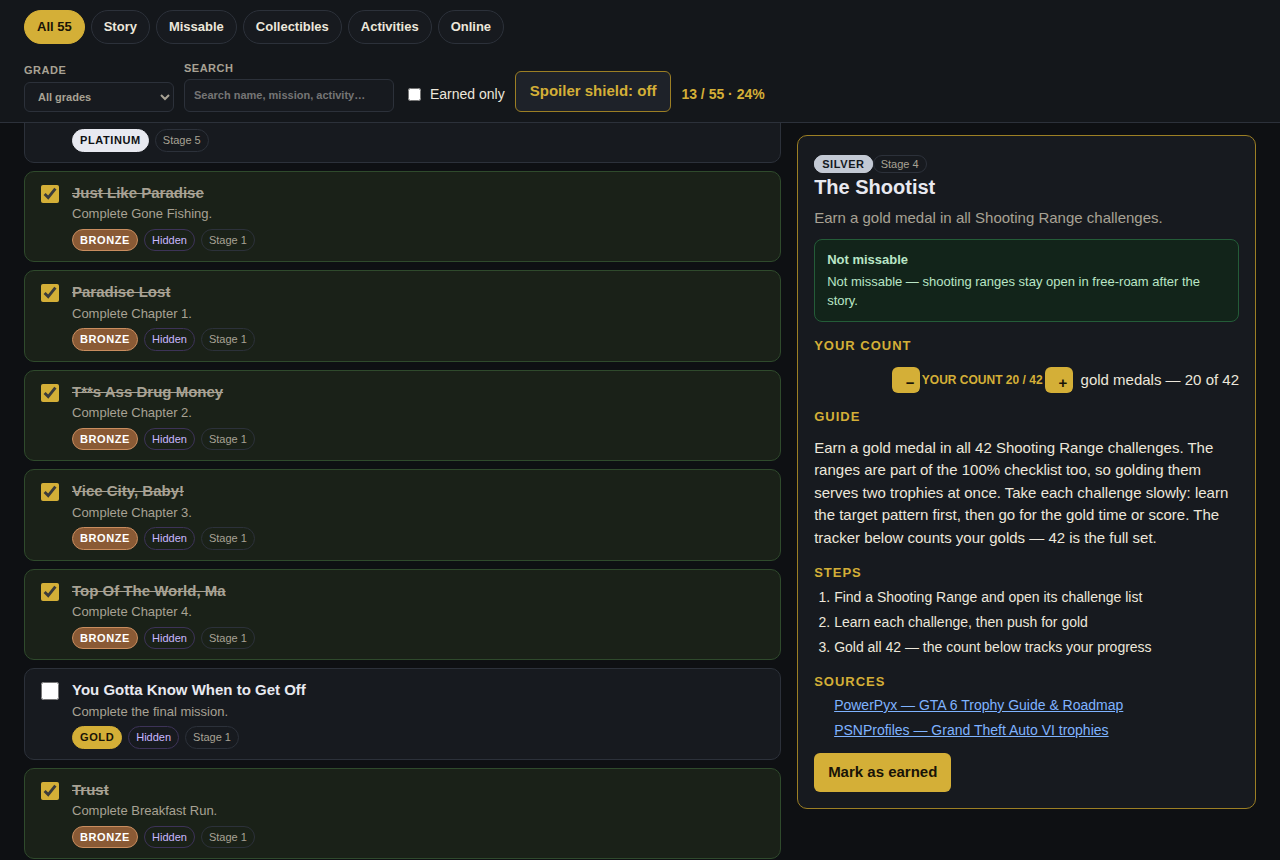 All 55 Story Missable Collectibles Activities Online
GRADE
All grades
SEARCH
Search name, mission, activity…
Earned only
Spoiler shield: off
13 / 55 · 24%
PLATINUM Stage 5
Just Like Paradise
Complete Gone Fishing.
BRONZE Hidden Stage 1
Paradise Lost
Complete Chapter 1.
BRONZE Hidden Stage 1
T**s Ass Drug Money
Complete Chapter 2.
BRONZE Hidden Stage 1
Vice City, Baby!
Complete Chapter 3.
BRONZE Hidden Stage 1
Top Of The World, Ma
Complete Chapter 4.
BRONZE Hidden Stage 1
You Gotta Know When to Get Off
Complete the final mission.
GOLD Hidden Stage 1
Trust
Complete Breakfast Run.
BRONZE Hidden Stage 1
SILVER Stage 4
The Shootist
Earn a gold medal in all Shooting Range challenges.
Not missable
Not missable — shooting ranges stay open in free-roam after the
story.
YOUR COUNT
− YOUR COUNT 20 / 42 + gold medals — 20 of 42
GUIDE
Earn a gold medal in all 42 Shooting Range challenges. The
ranges are part of the 100% checklist too, so golding them
serves two trophies at once. Take each challenge slowly: learn
the target pattern first, then go for the gold time or score. The
tracker below counts your golds — 42 is the full set.
STEPS
1. Find a Shooting Range and open its challenge list
2. Learn each challenge, then push for gold
3. Gold all 42 — the count below tracks your progress
SOURCES
PowerPyx — GTA 6 Trophy Guide & Roadmap
PSNProfiles — Grand Theft Auto VI trophies
Mark as earned